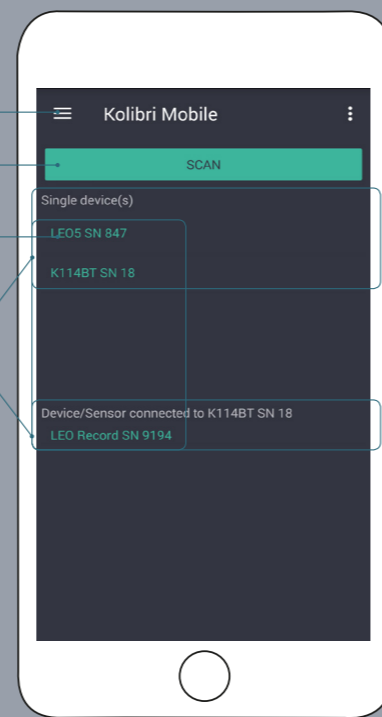 Kolibri Mobile
SCAN
Single device(s)
LEO5 SN 847
K114BT SN 18
Device/Sensor connected to K114BT SN 18
LEO Record SN 9194